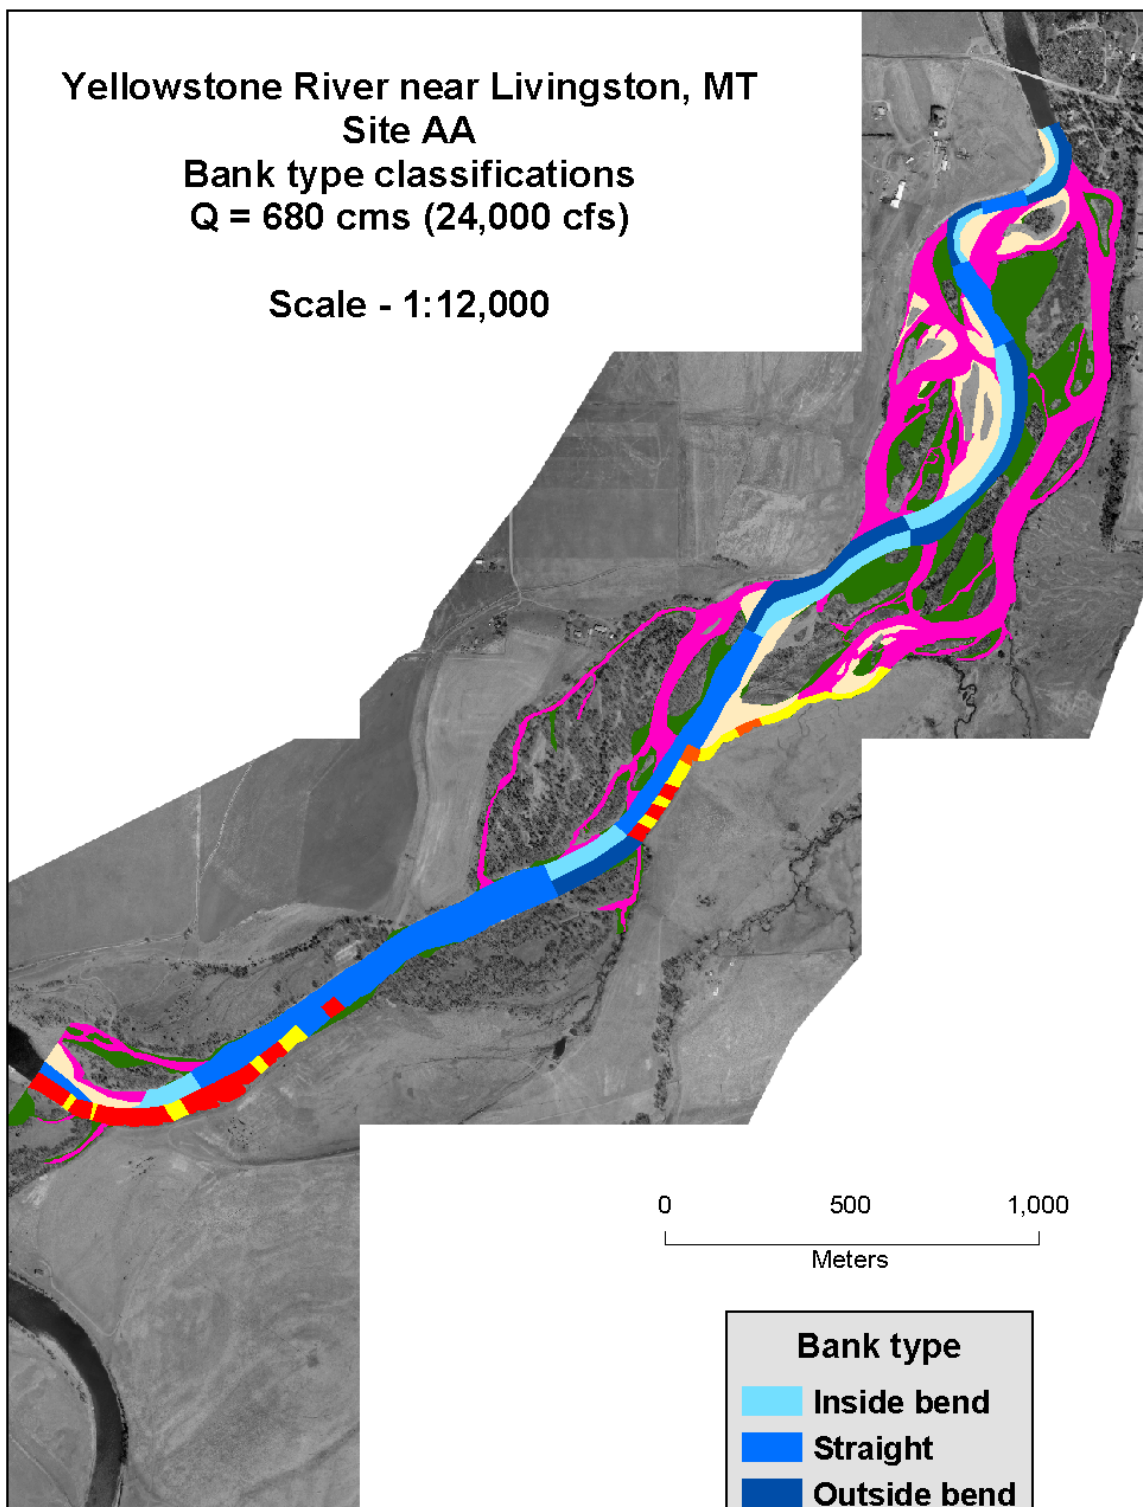 Yellowstone River near Livingston, MT
Site AA
Bank type classifications
Q = 680 cms (24,000 cfs)
Scale - 1:12,000
0 500 1,000
Meters
Bank type
Inside bend
Straight
Outside bend